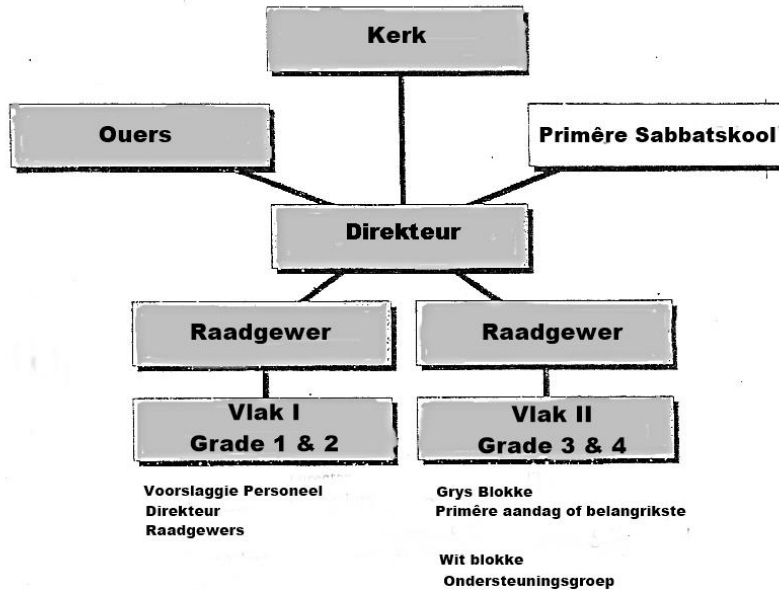 Kerk
Ouers
Primêre Sabbatskool
Direkteur
Raadgewer
Raadgewer
Vlak I
Grade 1 & 2
Vlak II
Grade 3 & 4
Voorslaggie Personeel
Direkteur
Raadgewers
Grys Blokke
Primêre aandag of belangrikste
Wit blokke
Ondersteuningsgroep